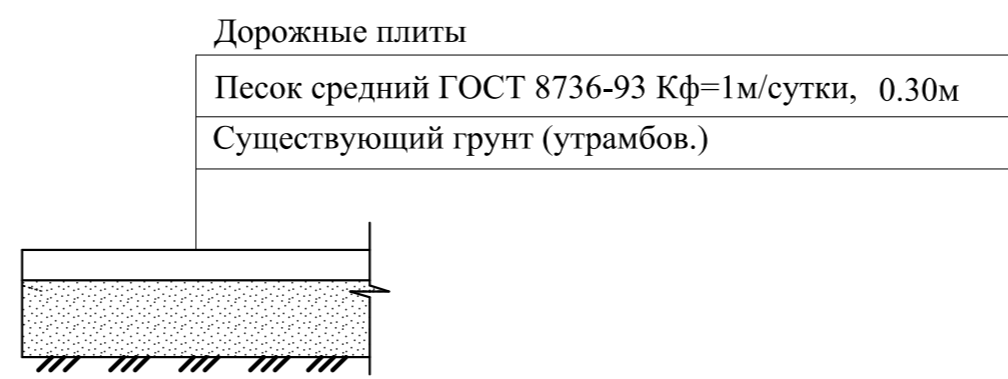 Дорожные плиты
Песок средний ГОСТ 8736-93 Кф=1м/сутки, 0.30м
Существующий грунт (утрамбов.)